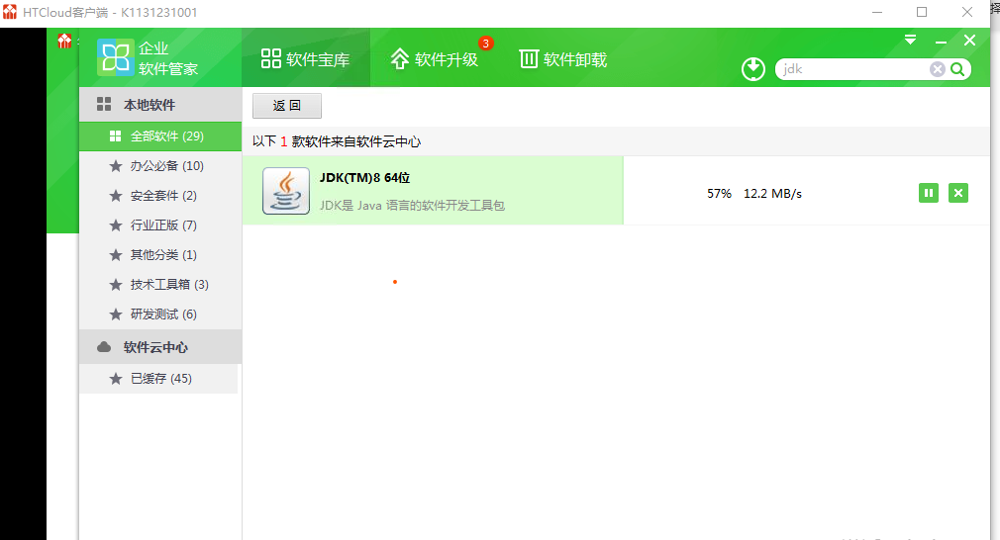 HTCloud客户端 - K1131231001
择
企业
软件管家
软件宝库
软件升级
3
软件卸载
jdk
本地软件
返 回
全部软件 (29)
以下 1 款软件来自软件云中心
办公必备 (10)
JDK(TM)8 64位
安全套件 (2)
57%
12.2 MB/s
JDK是 Java 语言的软件开发工具包
行业正版 (7)
其他分类 (1)
技术工具箱 (3)
研发测试 (6)
软件云中心
已缓存 (45)